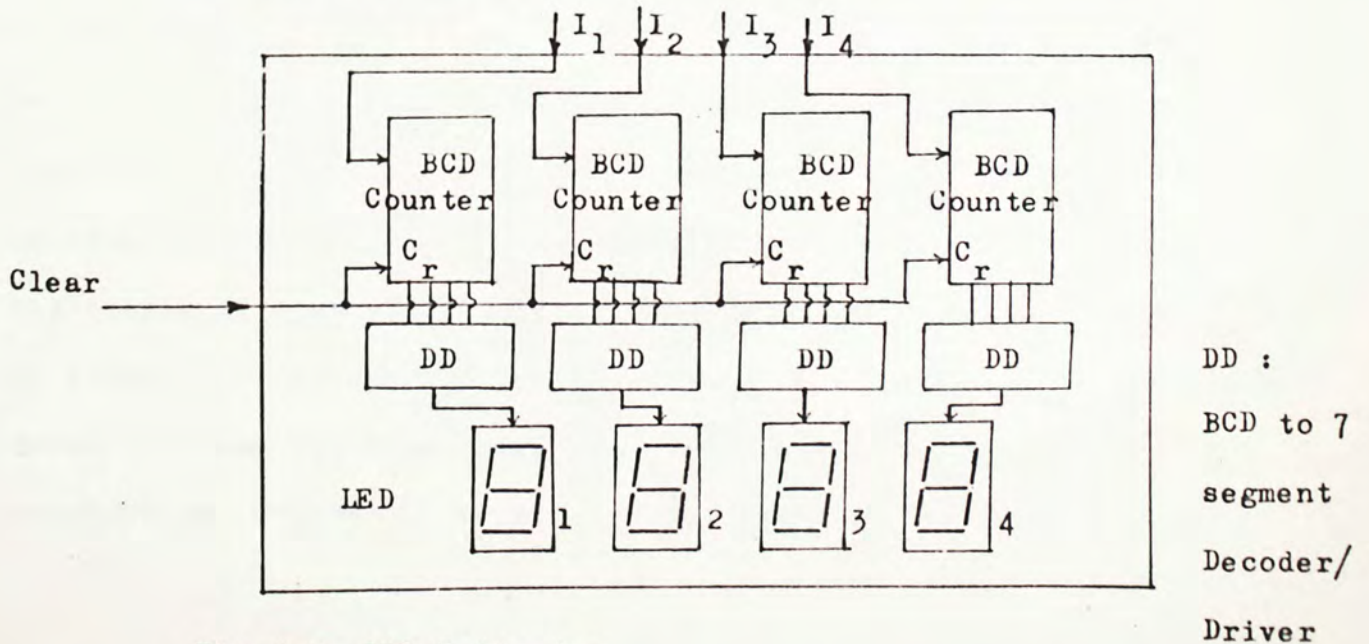 I1 I2 I3 I4
BCD Counter
BCD Counter
BCD Counter
BCD Counter
Cr Cr Cr Cr
Clear
DD DD DD DD
DD :
BCD to 7
segment
Decoder/
Driver
LED
1 2 3 4